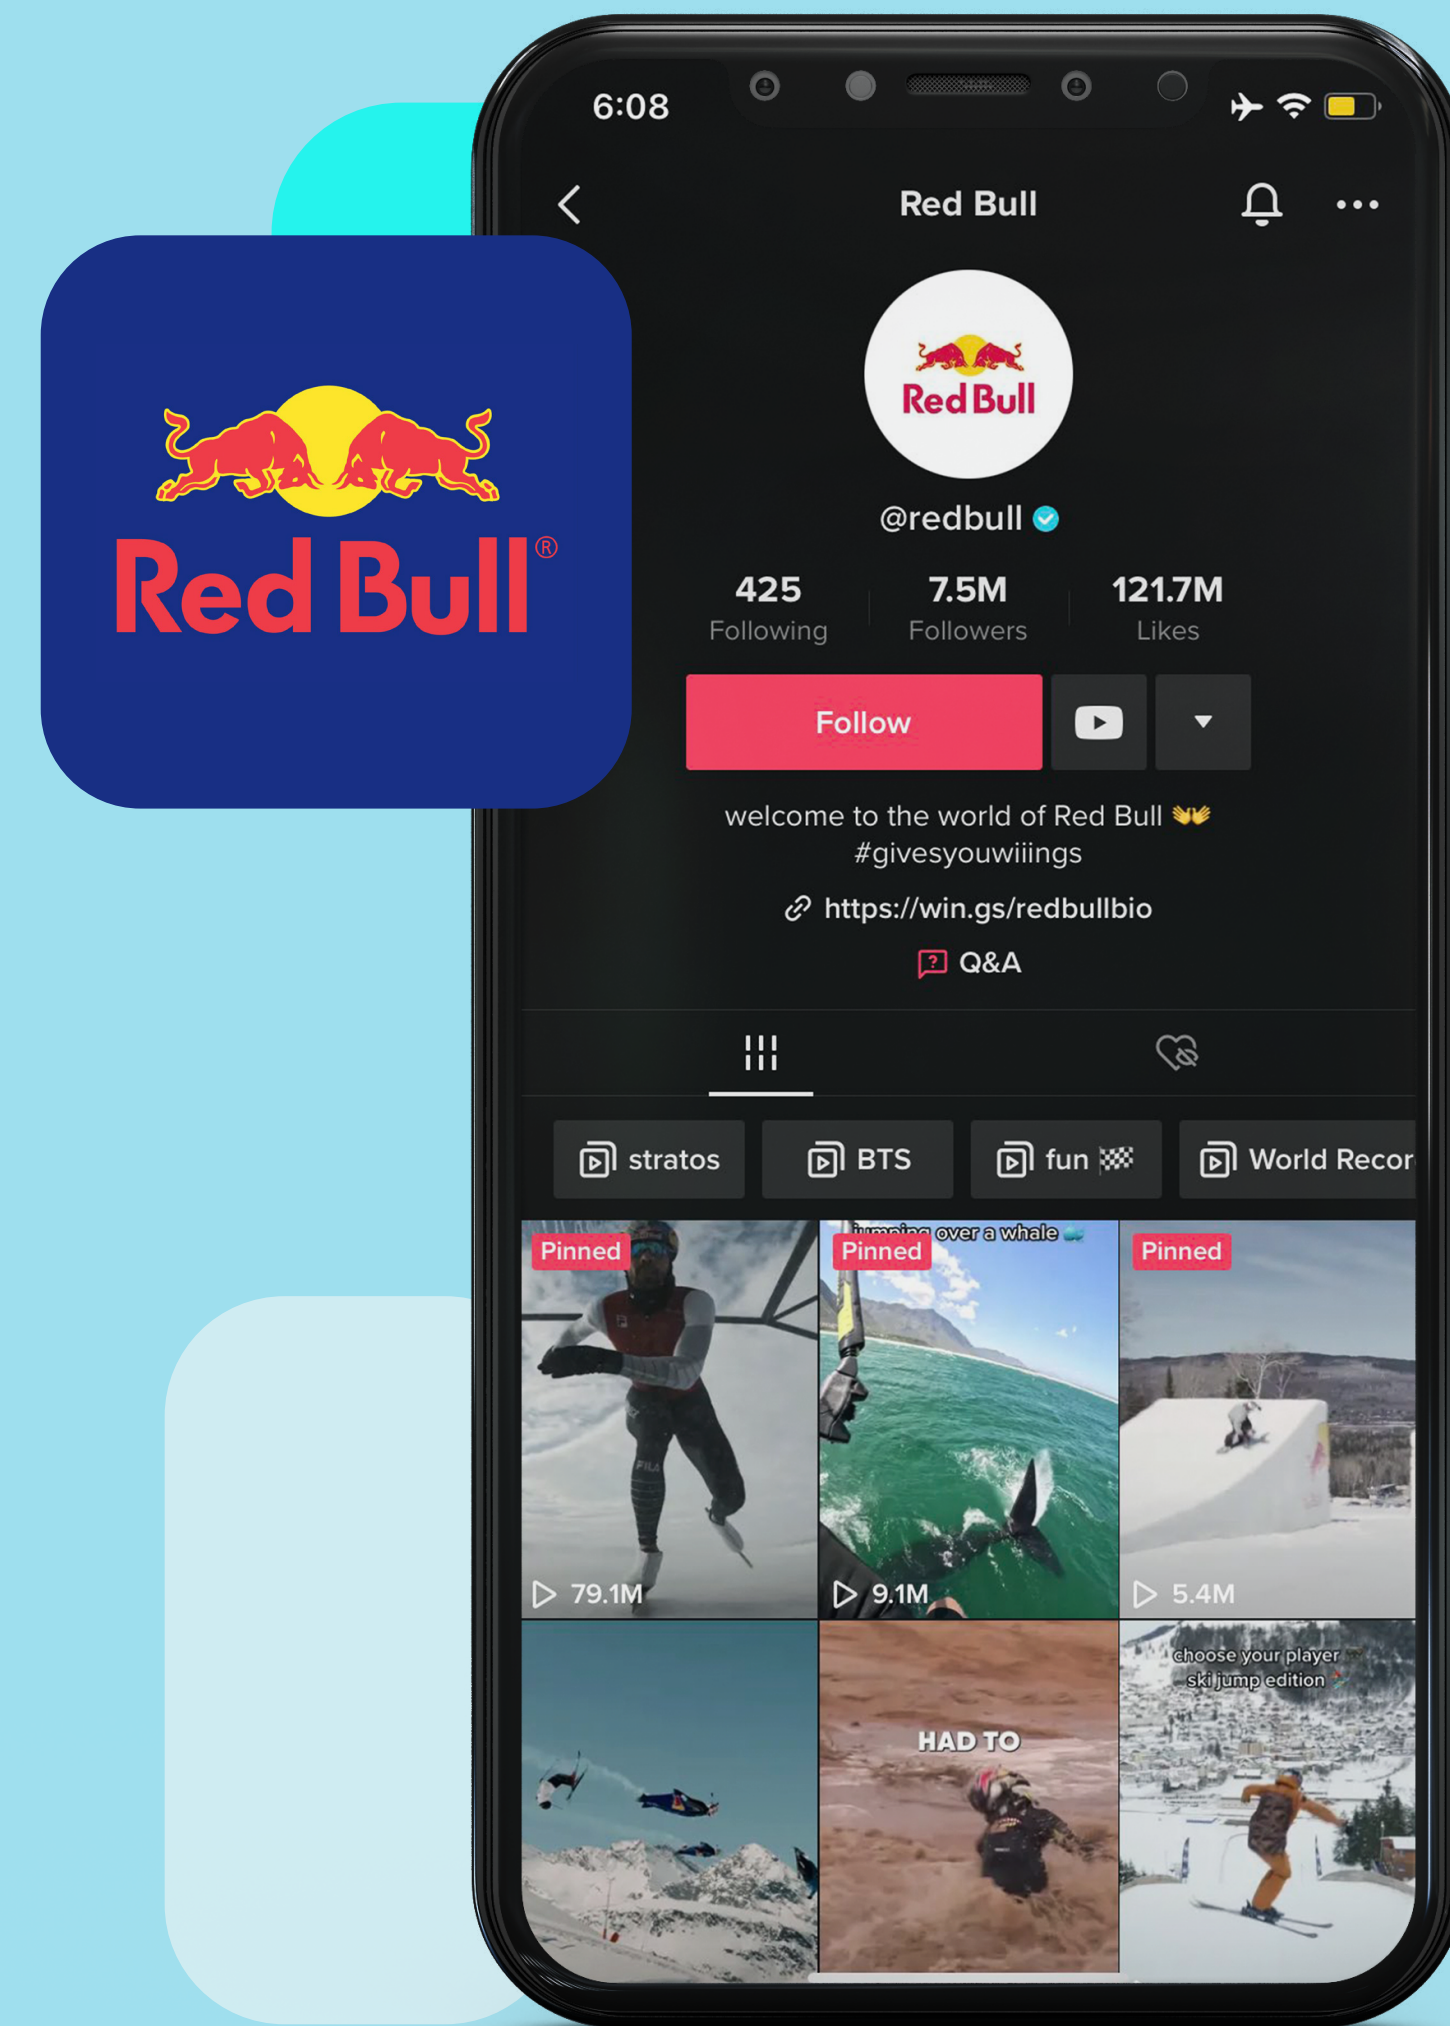 6:08
Red Bull
Red Bull®
Red Bull
@redbull
425
Following
7.5M
Followers
121.7M
Likes
Follow
welcome to the world of Red Bull 👐
#givesyouwiiings
https://win.gs/redbullbio
Q&A
stratos
BTS
fun 🏁
World Recor
jumping over a whale 🐋
Pinned
Pinned
Pinned
FILA
79.1M
9.1M
5.4M
HAD TO
choose your player
ski jump edition